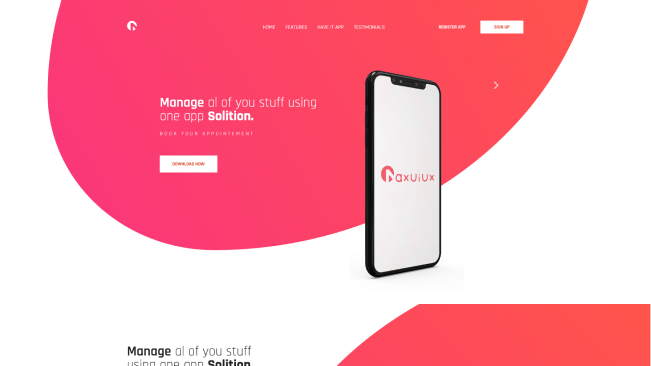 HOME FEATURES HAVE IT APP TESTIMONIALS REGISTER APP SIGN UP
Manage al of you stuff using
one app Solition.
BOOK YOUR APPOINTEMENT
DOWNLOAD NOW
axuiux
Manage al of you stuff
using one app Solition